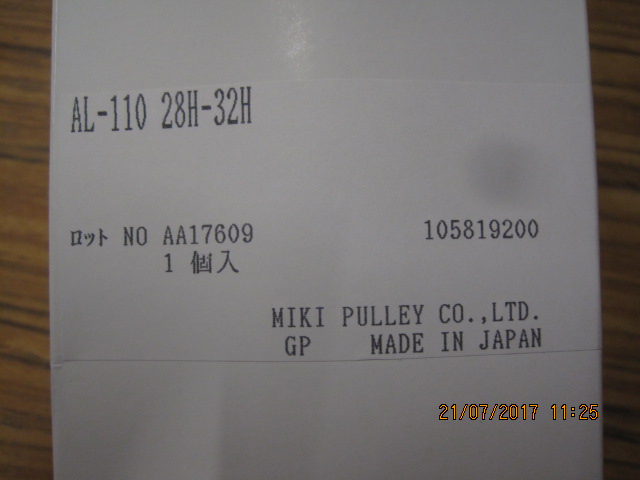 AL-110 28H-32H
ﾛｯﾄ NO AA17609 105819200
1 個入
MIKI PULLEY CO.,LTD.
GP MADE IN JAPAN
21/07/2017 11:25